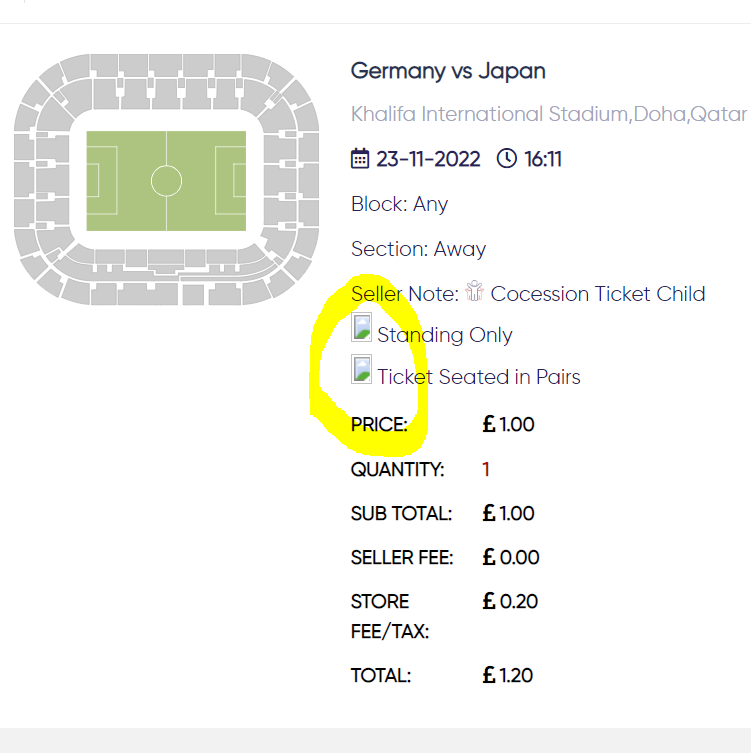 Germany vs Japan
Khalifa International Stadium,Doha,Qatar
23-11-2022 16:11
Block: Any
Section: Away
Seller Note: Cocession Ticket Child
Standing Only
Ticket Seated in Pairs
PRICE: £ 1.00
QUANTITY: 1
SUB TOTAL: £ 1.00
SELLER FEE: £ 0.00
STORE £ 0.20
FEE/TAX:
TOTAL: £ 1.20